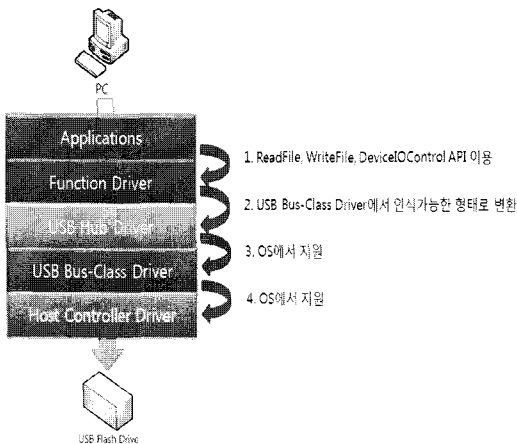 PC
Applications
1. ReadFile, WriteFile, DeviceIOControl API 이용
Function Driver
2. USB Bus-Class Driver에서 인식가능한 형태로 변환
USB Hub Driver
3. OS에서 지원
USB Bus-Class Driver
4. OS에서 지원
Host Controller Driver
USB Flash Drive